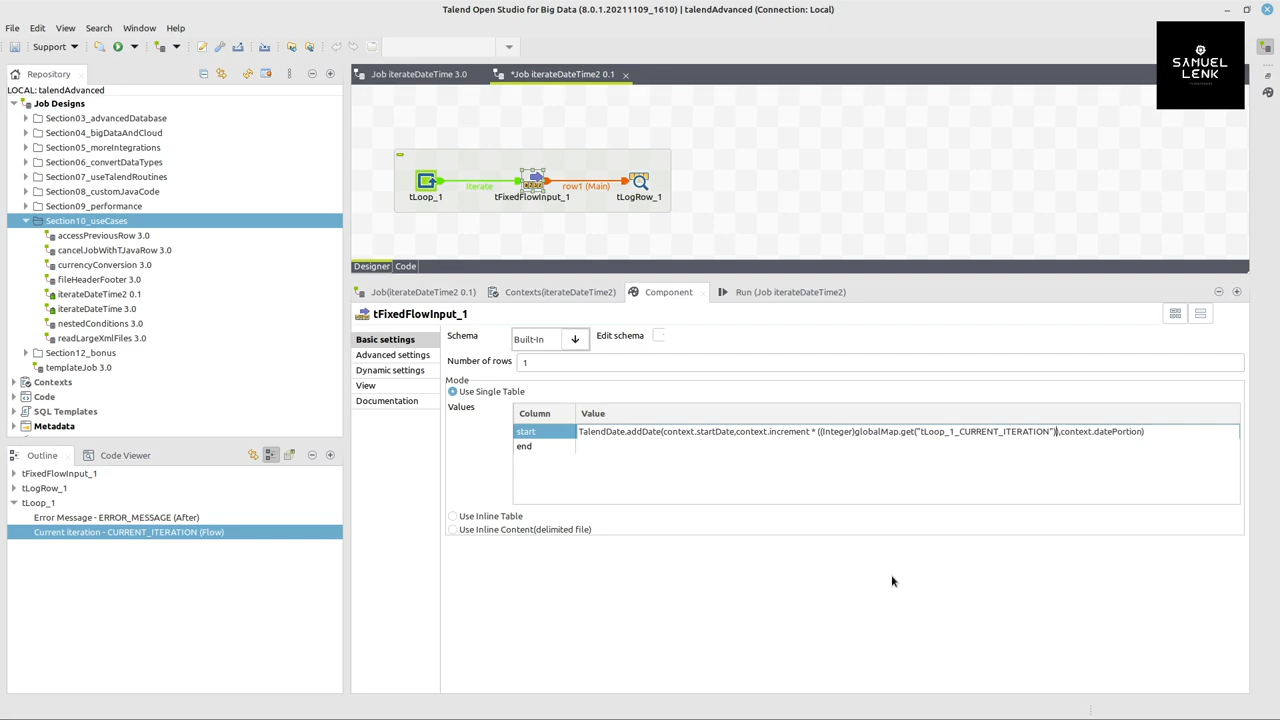 Talend Open Studio for Big Data (8.0.1.20211109_1610) | talendAdvanced (Connection: Local)
File Edit View Search Window Help
Support
SAMUEL
LENK
Repository
LOCAL: talendAdvanced
Job Designs
Section03_advancedDatabase
Section04_bigDataAndCloud
Section05_moreIntegrations
Section06_convertDataTypes
Section07_useTalendRoutines
Section08_customJavaCode
Section09_performance
Section10_useCases
accessPreviousRow 3.0
cancelJobWithTJavaRow 3.0
currencyConversion 3.0
fileHeaderFooter 3.0
iterateDateTime2 0.1
iterateDateTime 3.0
nestedConditions 3.0
readLargeXmlFiles 3.0
Section12_bonus
templateJob 3.0
Contexts
Code
SQL Templates
Metadata
Outline Code Viewer
tFixedFlowInput_1
tLogRow_1
tLoop_1
Error Message - ERROR_MESSAGE (After)
Current iteration - CURRENT_ITERATION (Flow)
Job iterateDateTime 3.0 *Job iterateDateTime2 0.1
Iterate row1 (Main)
tLoop_1 tFixedFlowInput_1 tLogRow_1
Designer Code
Job(iterateDateTime2 0.1) Contexts(iterateDateTime2) Component Run (Job iterateDateTime2)
tFixedFlowInput_1
Basic settings
Advanced settings
Dynamic settings
View
Documentation
Schema Built-In Edit schema
Number of rows 1
Mode
Use Single Table
Values
Column Value
start TalendDate.addDate(context.startDate,context.increment * ((Integer)globalMap.get("tLoop_1_CURRENT_ITERATION")),context.datePortion)
end
Use Inline Table
Use Inline Content(delimited file)